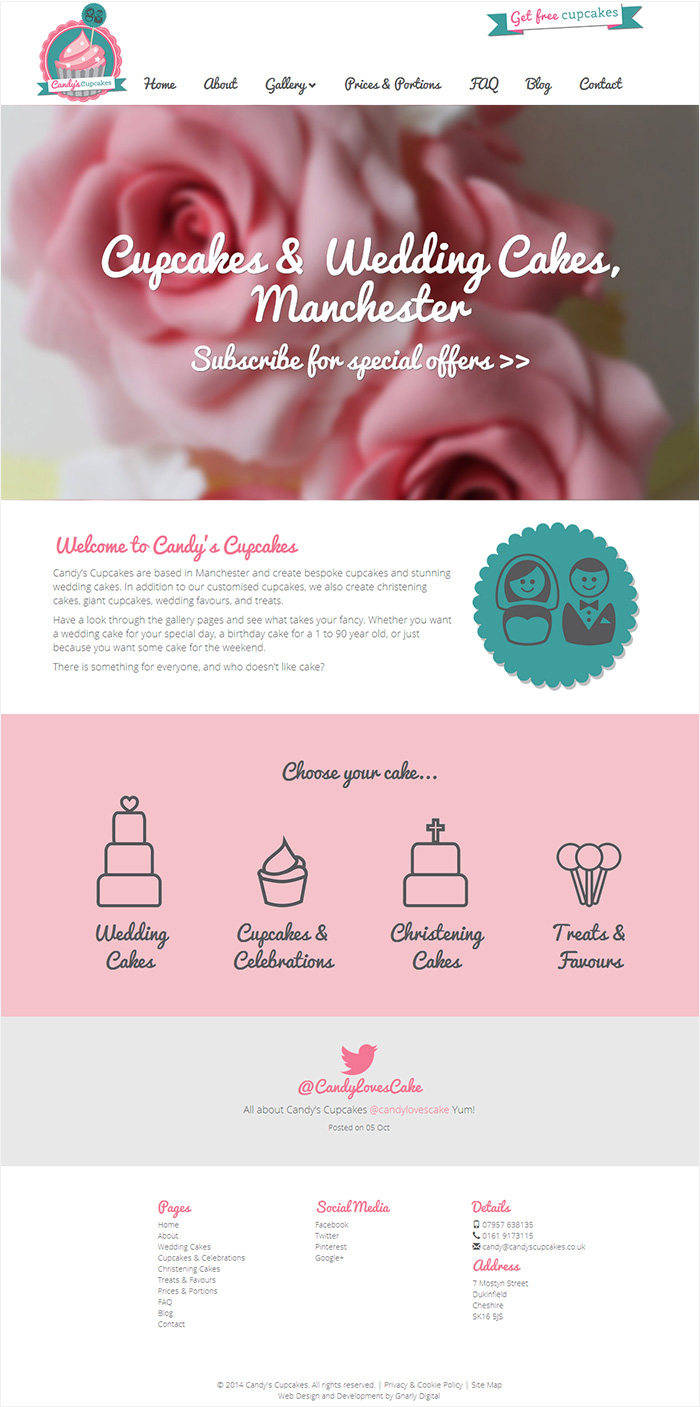 Get free cupcakes
Candy's Cupcakes
Home About Gallery Prices & Portions FAQ Blog Contact
Cupcakes & Wedding Cakes,
Manchester
Subscribe for special offers >>
Welcome to Candy's Cupcakes
Candy's Cupcakes are based in Manchester and create bespoke cupcakes and stunning
wedding cakes. In addition to our customised cupcakes, we also create christening
cakes, giant cupcakes, wedding favours, and treats.
Have a look through the gallery pages and see what takes your fancy. Whether you want
a wedding cake for your special day, a birthday cake for a 1 to 90 year old, or just
because you want some cake for the weekend.
There is something for everyone, and who doesn't like cake?
Choose your cake...
Wedding
Cakes
Cupcakes &
Celebrations
Christening
Cakes
Treats &
Favours
@CandyLovesCake
All about Candy's Cupcakes @candylovescake Yum!
Posted on 05 Oct
Pages
Home
About
Wedding Cakes
Cupcakes & Celebrations
Christening Cakes
Treats & Favours
Prices & Portions
FAQ
Blog
Contact
Social Media
Facebook
Twitter
Pinterest
Google+
Details
07957 638135
0161 9173115
candy@candyscupcakes.co.uk
Address
7 Mostyn Street
Dukinfield
Cheshire
SK16 5JS
© 2014 Candy's Cupcakes. All rights reserved. | Privacy & Cookie Policy | Site Map
Web Design and Development by Gnarly Digital